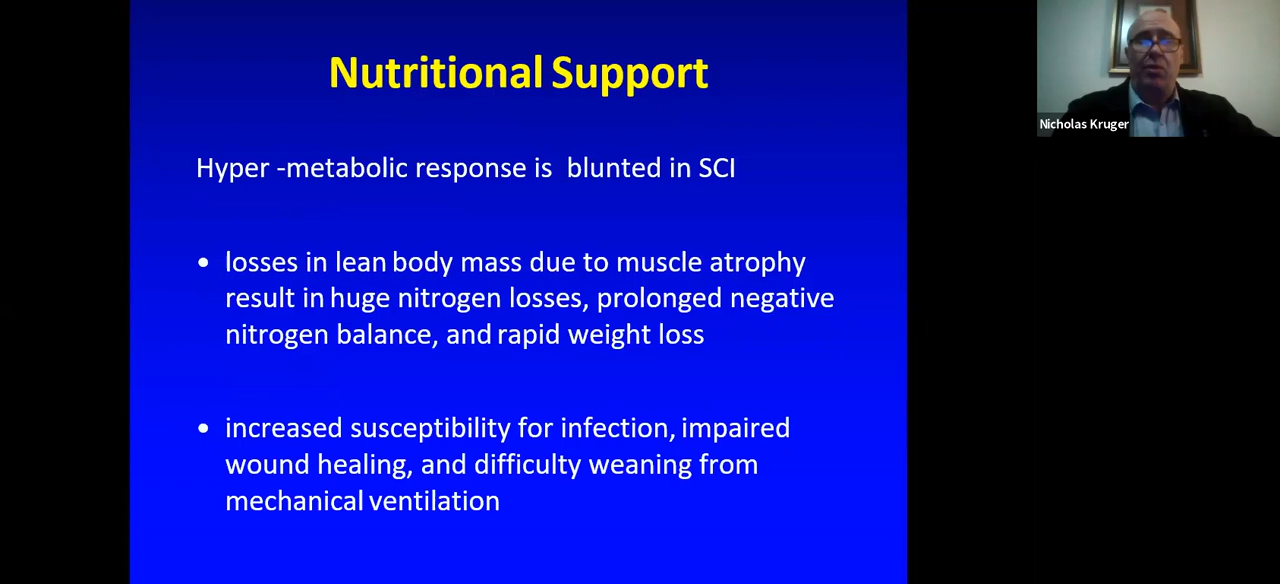 Nutritional Support
Nicholas Kruger
Hyper -metabolic response is  blunted in SCI
• losses in lean body mass due to muscle atrophy
result in huge nitrogen losses, prolonged negative
nitrogen balance, and rapid weight loss
• increased susceptibility for infection, impaired
wound healing, and difficulty weaning from
mechanical ventilation